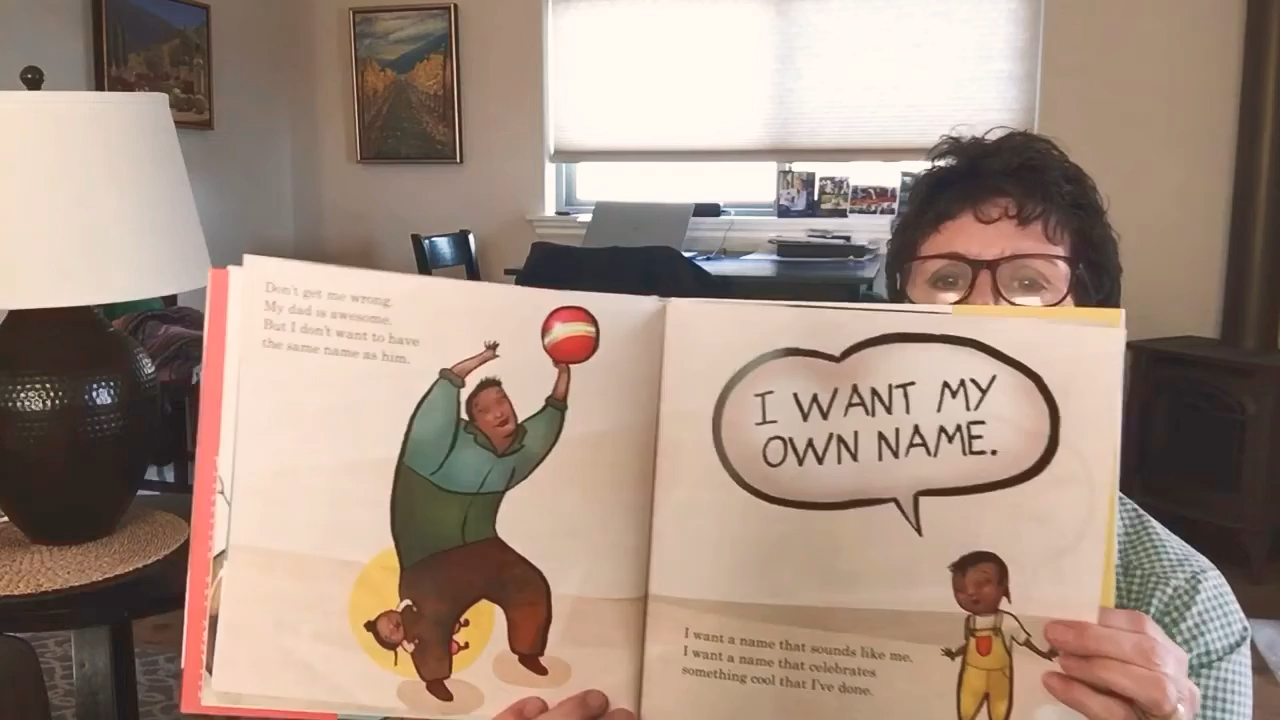 Don't get me wrong.
My dad is awesome.
But I don't want to have
the same name as him.
I WANT MY
OWN NAME.
I want a name that sounds like me.
I want a name that celebrates
something cool that I've done.